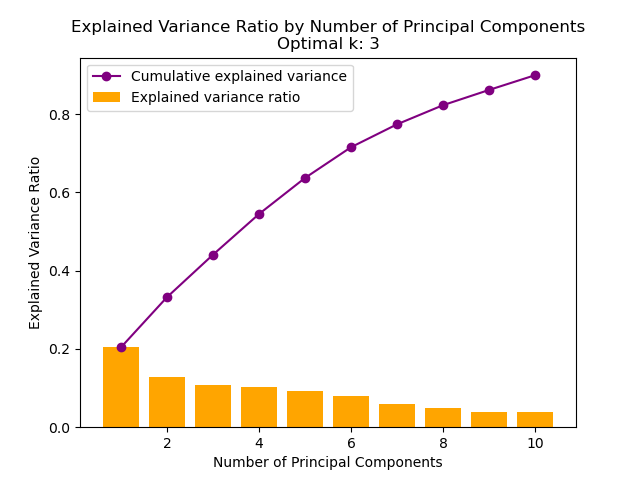 Explained Variance Ratio by Number of Principal Components
Optimal k: 3
Cumulative explained variance
Explained variance ratio
Explained Variance Ratio
0.8
0.6
0.4
0.2
0.0
2
4
6
8
10
Number of Principal Components